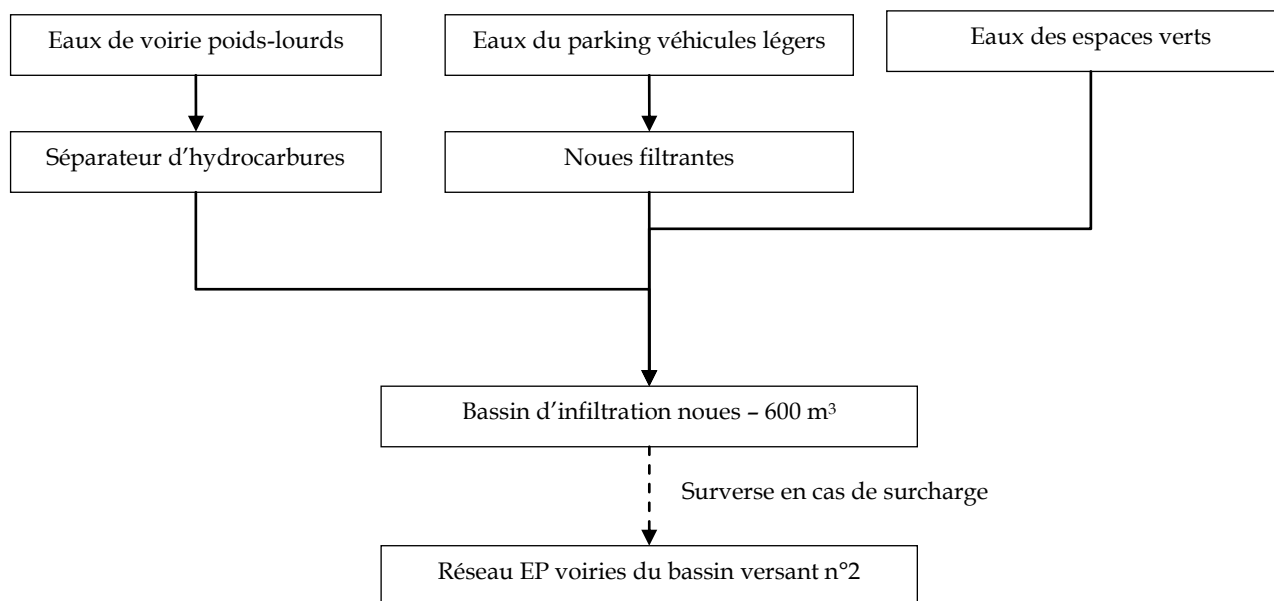 Eaux de voirie poids-lourds
Eaux du parking véhicules légers
Eaux des espaces verts
Séparateur d’hydrocarbures
Noues filtrantes
Bassin d’infiltration noues – 600 m³
Surverse en cas de surcharge
Réseau EP voiries du bassin versant n°2